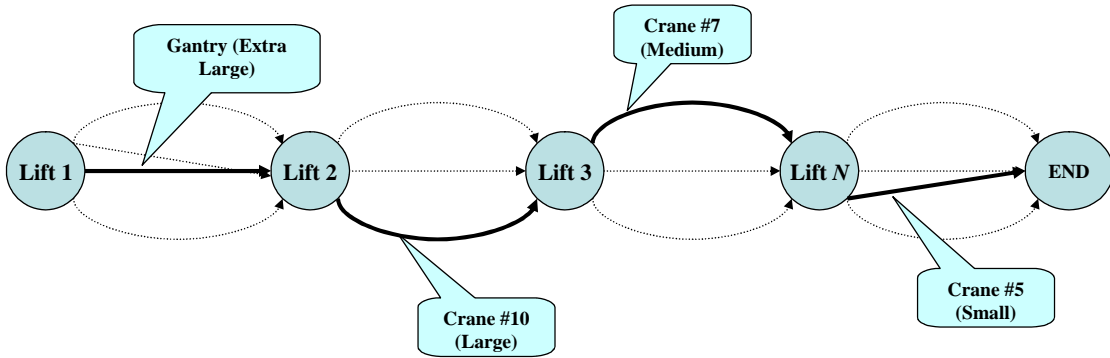 Gantry (Extra
Large)
Crane #7
(Medium)
Lift 1
Lift 2
Lift 3
Lift N
END
Crane #10
(Large)
Crane #5
(Small)